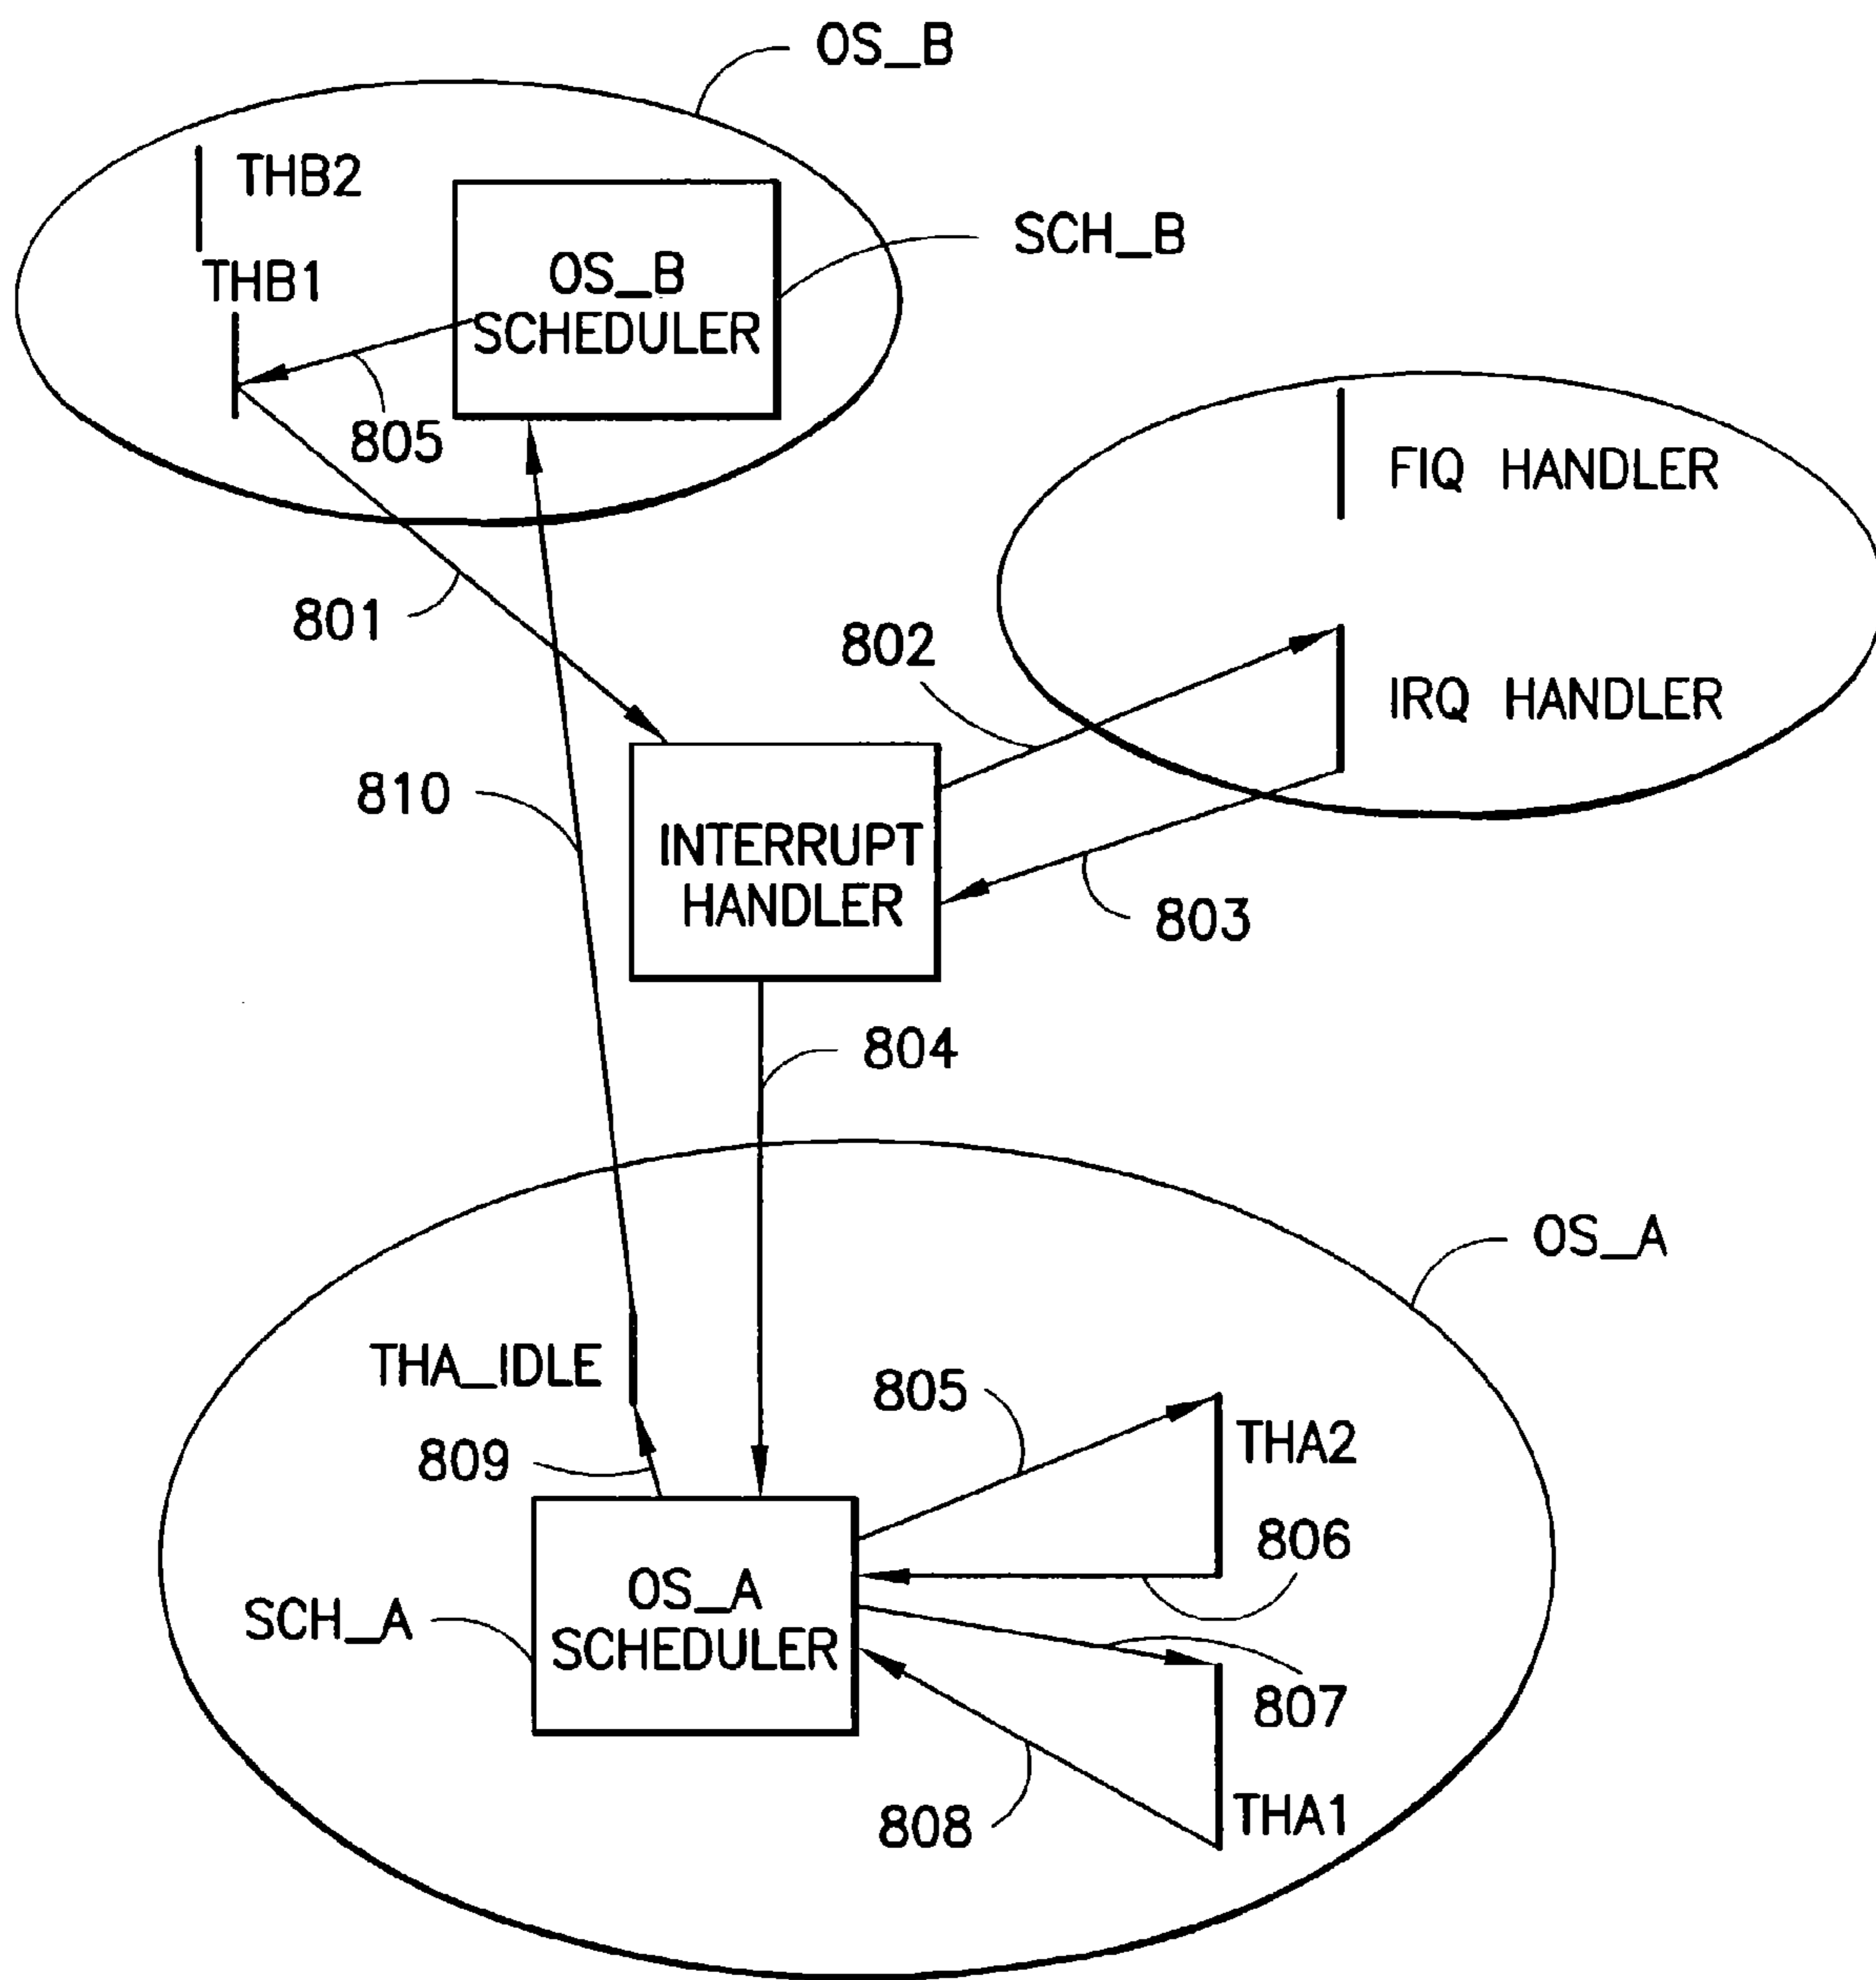 OS_B
THB2
SCH_B
THB1
OS_B
SCHEDULER
805
FIQ HANDLER
801
802
IRQ HANDLER
810
INTERRUPT
HANDLER
803
804
OS_A
THA_IDLE
805
THA2
809
806
OS_A
SCHEDULER
SCH_A
807
808
THA1